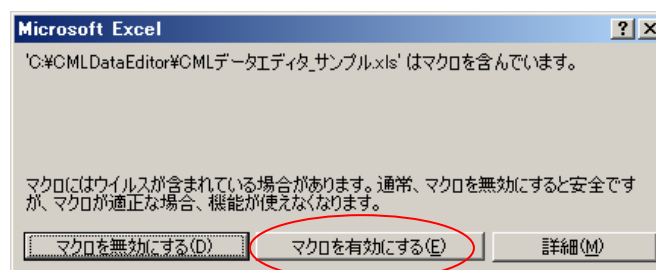 Microsoft Excel
'C:¥CMLDataEditor¥CMLデータエディタ_サンプル.xls' はマクロを含んでいます。
マクロにはウイルスが含まれている場合があります。通常、マクロを無効にすると安全です
が、マクロが適正な場合、機能が使えなくなります。
マクロを無効にする(D) マクロを有効にする(E) 詳細(M)